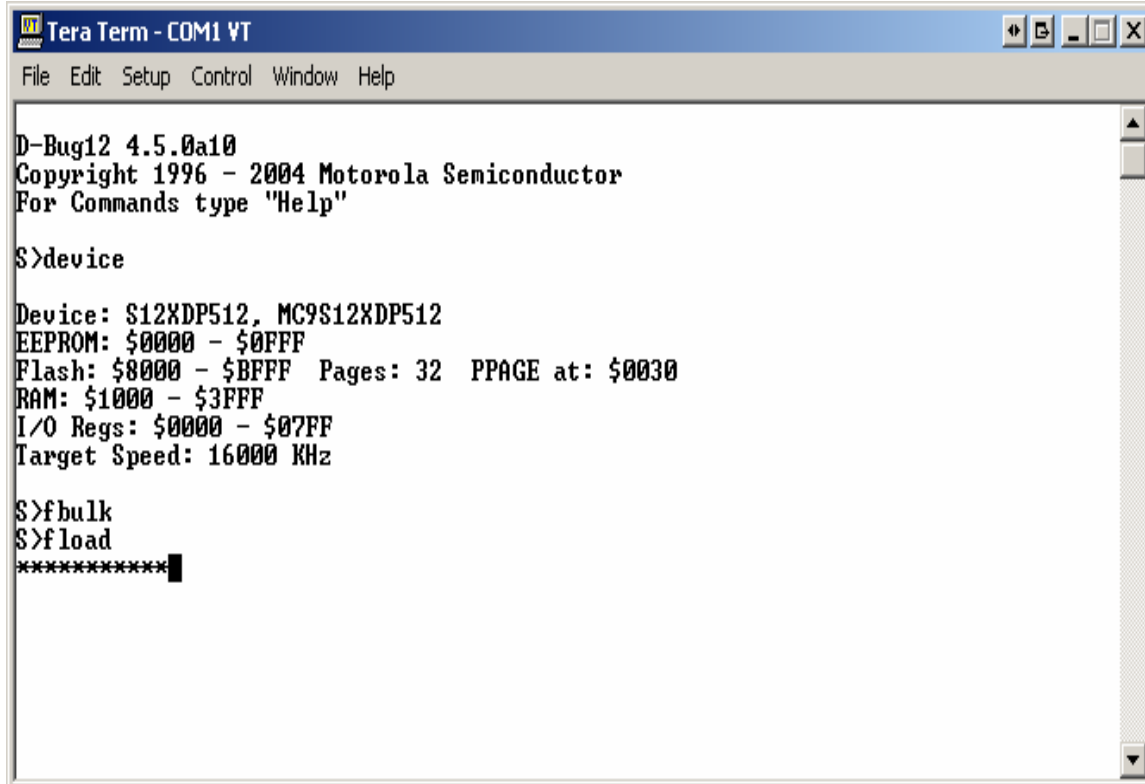 Tera Term - COM1 VT
File Edit Setup Control Window Help
D-Bug12 4.5.0a10
Copyright 1996 - 2004 Motorola Semiconductor
For Commands type "Help"
S>device
Device: S12XDP512, MC9S12XDP512
EEPROM: $0000 - $0FFF
Flash: $8000 - $BFFF  Pages: 32  PPAGE at: $0030
RAM: $1000 - $3FFF
I/O Regs: $0000 - $07FF
Target Speed: 16000 KHz
S>fbulk
S>fload
***********